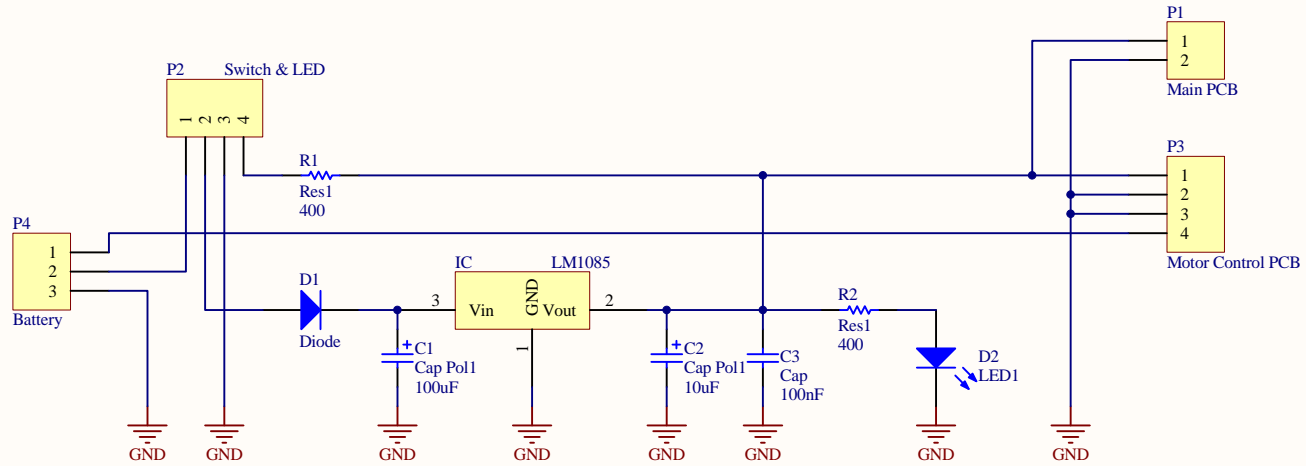 P1
1
2
Main PCB
P2 Switch & LED
1 2 3 4
R1
Res1
400
P3
1
2
3
4
Motor Control PCB
P4
1
2
3
Battery
D1
Diode
IC LM1085
3 Vin GND Vout 2
1
C1
Cap Pol1
100uF
C2
Cap Pol1
10uF
C3
Cap
100nF
R2
Res1
400
D2
LED1
GND GND GND GND GND GND GND GND